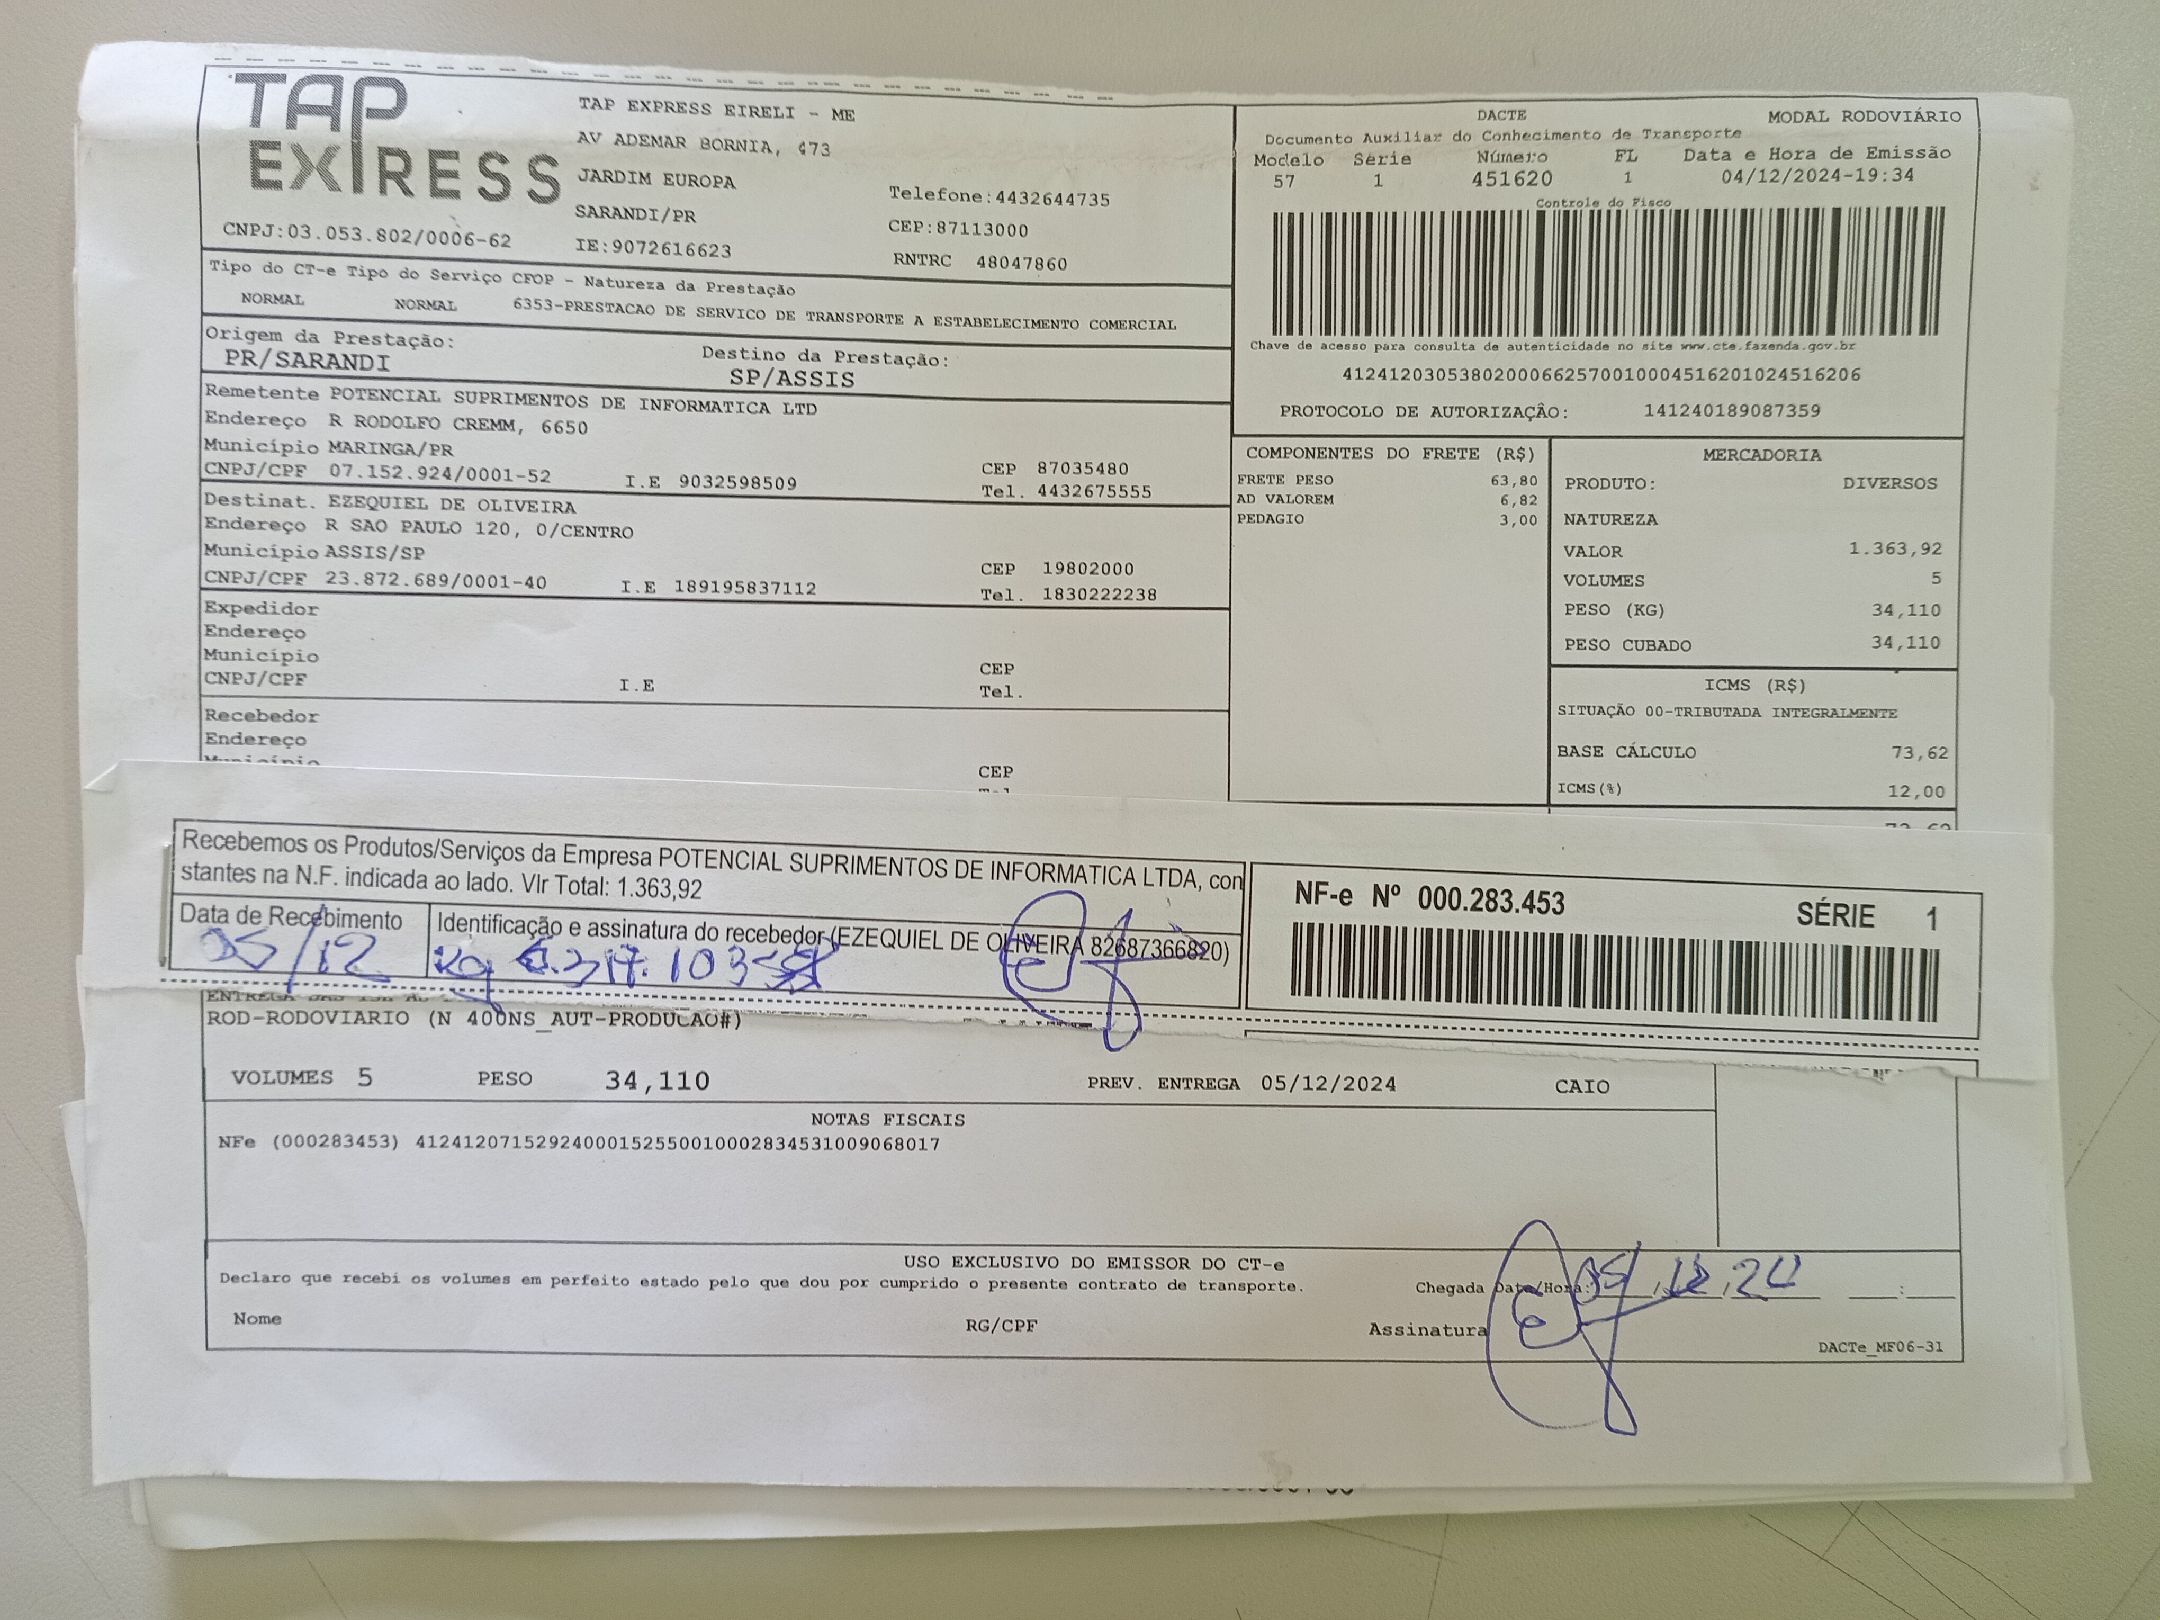 TAP EXPRESS
TAP EXPRESS EIRELI - ME
AV ADEMAR BORNIA, 473
JARDIM EUROPA
SARANDI/PR
Telefone:4432644735
CEP:87113000
CNPJ:03.053.802/0006-62
IE:9072616623
RNTRC 48047860
DACTE MODAL RODOVIÁRIO
Documento Auxiliar do Conhecimento de Transporte
Modelo Série Número FL Data e Hora de Emissão
57 1 451620 1 04/12/2024-19:34
Controle do Fisco
Chave de acesso para consulta de autenticidade no site www.cte.fazenda.gov.br
41241203053802000662570010004516201024516206
PROTOCOLO DE AUTORIZAÇÃO: 141240189087359
Tipo do CT-e Tipo do Serviço CFOP - Natureza da Prestação
NORMAL NORMAL 6353-PRESTACAO DE SERVICO DE TRANSPORTE A ESTABELECIMENTO COMERCIAL
Origem da Prestação: Destino da Prestação:
PR/SARANDI SP/ASSIS
Remetente POTENCIAL SUPRIMENTOS DE INFORMATICA LTD
Endereço R RODOLFO CREMM, 6650
Município MARINGA/PR CEP 87035480
CNPJ/CPF 07.152.924/0001-52 I.E 9032598509 Tel. 4432675555
Destinat. EZEQUIEL DE OLIVEIRA
Endereço R SAO PAULO 120, 0/CENTRO
Município ASSIS/SP CEP 19802000
CNPJ/CPF 23.872.689/0001-40 I.E 189195837112 Tel. 1830222238
Expedidor
Endereço
Município CEP
CNPJ/CPF I.E Tel.
Recebedor
Endereço
Município CEP
COMPONENTES DO FRETE (R$)
FRETE PESO 63,80
AD VALOREM 6,82
PEDAGIO 3,00
MERCADORIA
PRODUTO: DIVERSOS
NATUREZA
VALOR 1.363,92
VOLUMES 5
PESO (KG) 34,110
PESO CUBADO 34,110
ICMS (R$)
SITUAÇÃO 00-TRIBUTADA INTEGRALMENTE
BASE CÁLCULO 73,62
ICMS(%) 12,00
Recebemos os Produtos/Serviços da Empresa POTENCIAL SUPRIMENTOS DE INFORMATICA LTDA, con
stantes na N.F. indicada ao lado. Vlr Total: 1.363,92
Data de Recebimento Identificação e assinatura do recebedor (EZEQUIEL DE OLIVEIRA 82687366820)
05/12
NF-e Nº 000.283.453 SÉRIE 1
ROD-RODOVIARIO (N 400NS_AUT-PRODUCAO#)
VOLUMES 5 PESO 34,110 PREV. ENTREGA 05/12/2024 CAIO
NOTAS FISCAIS
NFe (000283453) 41241207152924000152550010002834531009068017
USO EXCLUSIVO DO EMISSOR DO CT-e
Declaro que recebi os volumes em perfeito estado pelo que dou por cumprido o presente contrato de transporte. Chegada Data/Hora: 05/12/24
Nome RG/CPF Assinatura
DACTe_MF06-31